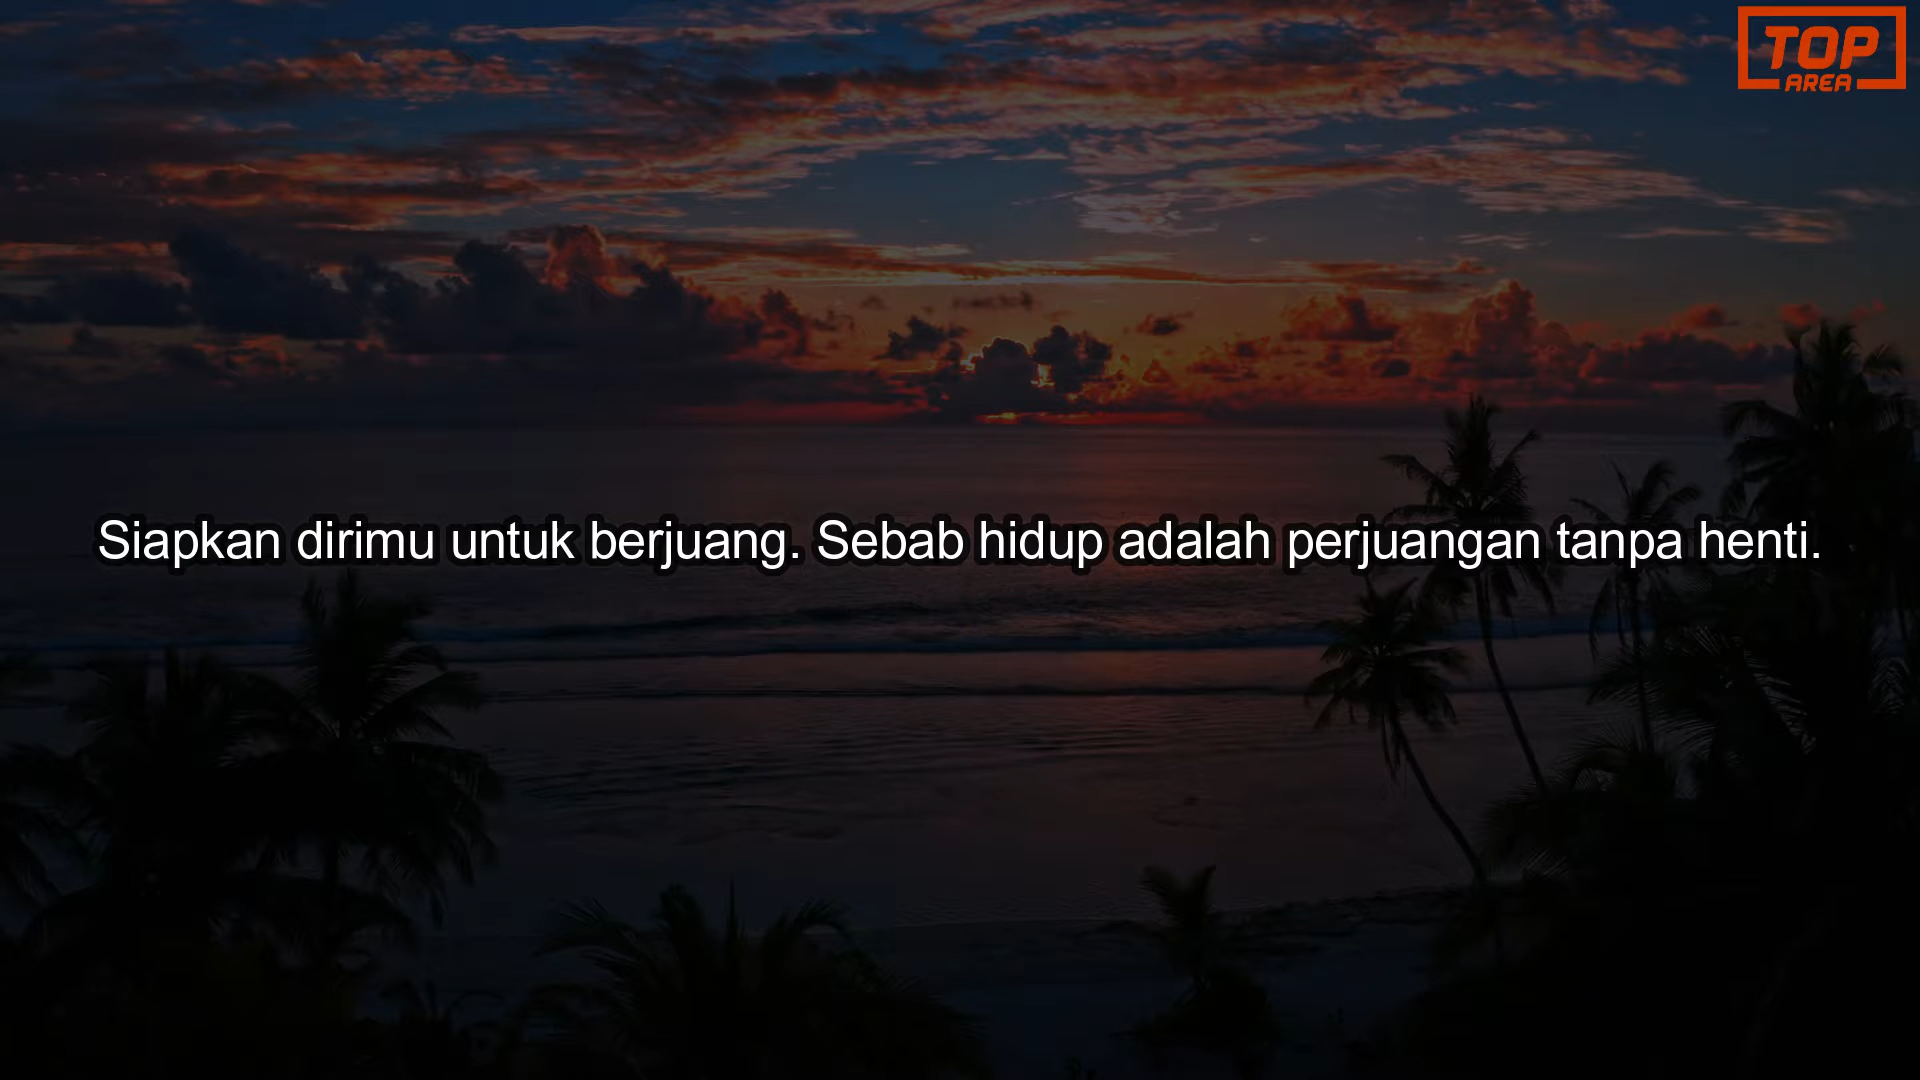 TOP
AREA
Siapkan dirimu untuk berjuang. Sebab hidup adalah perjuangan tanpa henti.